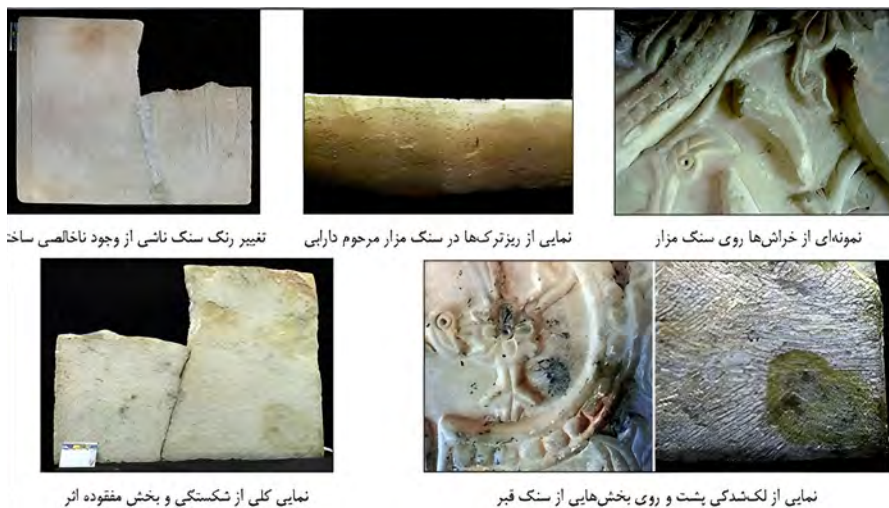 نمونه‌ای از خراش‌ها روی سنگ مزار
نمایی از ریزترک‌ها در سنگ مزار مرحوم دارابی
تغییر رنگ سنگ ناشی از وجود ناخالصی ساخت
نمایی از لک‌شدگی پشت و روی بخش‌هایی از سنگ قبر
نمایی کلی از شکستگی و بخش مفقوده اثر